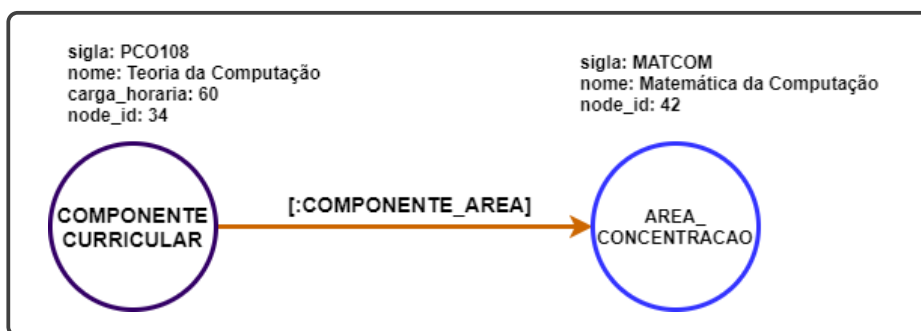 sigla: PCO108
nome: Teoria da Computação
carga_horaria: 60
node_id: 34
sigla: MATCOM
nome: Matemática da Computação
node_id: 42
COMPONENTE
CURRICULAR
[:COMPONENTE_AREA]
AREA_
CONCENTRACAO